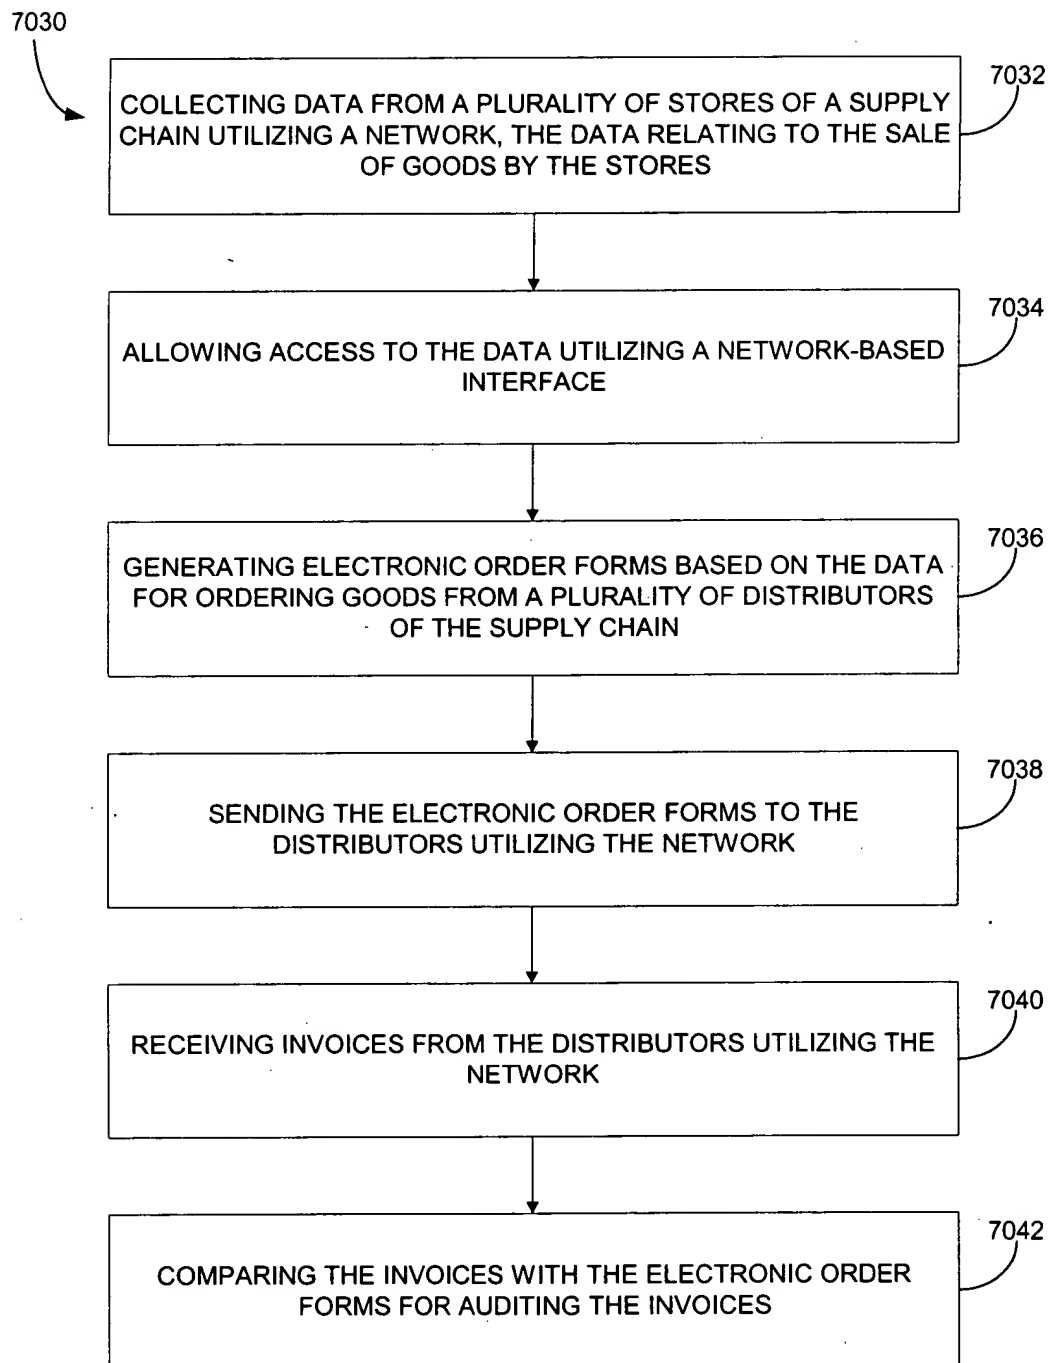 7030
7032
COLLECTING DATA FROM A PLURALITY OF STORES OF A SUPPLY
CHAIN UTILIZING A NETWORK, THE DATA RELATING TO THE SALE
OF GOODS BY THE STORES
7034
ALLOWING ACCESS TO THE DATA UTILIZING A NETWORK-BASED
INTERFACE
7036
GENERATING ELECTRONIC ORDER FORMS BASED ON THE DATA
FOR ORDERING GOODS FROM A PLURALITY OF DISTRIBUTORS
OF THE SUPPLY CHAIN
7038
SENDING THE ELECTRONIC ORDER FORMS TO THE
DISTRIBUTORS UTILIZING THE NETWORK
7040
RECEIVING INVOICES FROM THE DISTRIBUTORS UTILIZING THE
NETWORK
7042
COMPARING THE INVOICES WITH THE ELECTRONIC ORDER
FORMS FOR AUDITING THE INVOICES